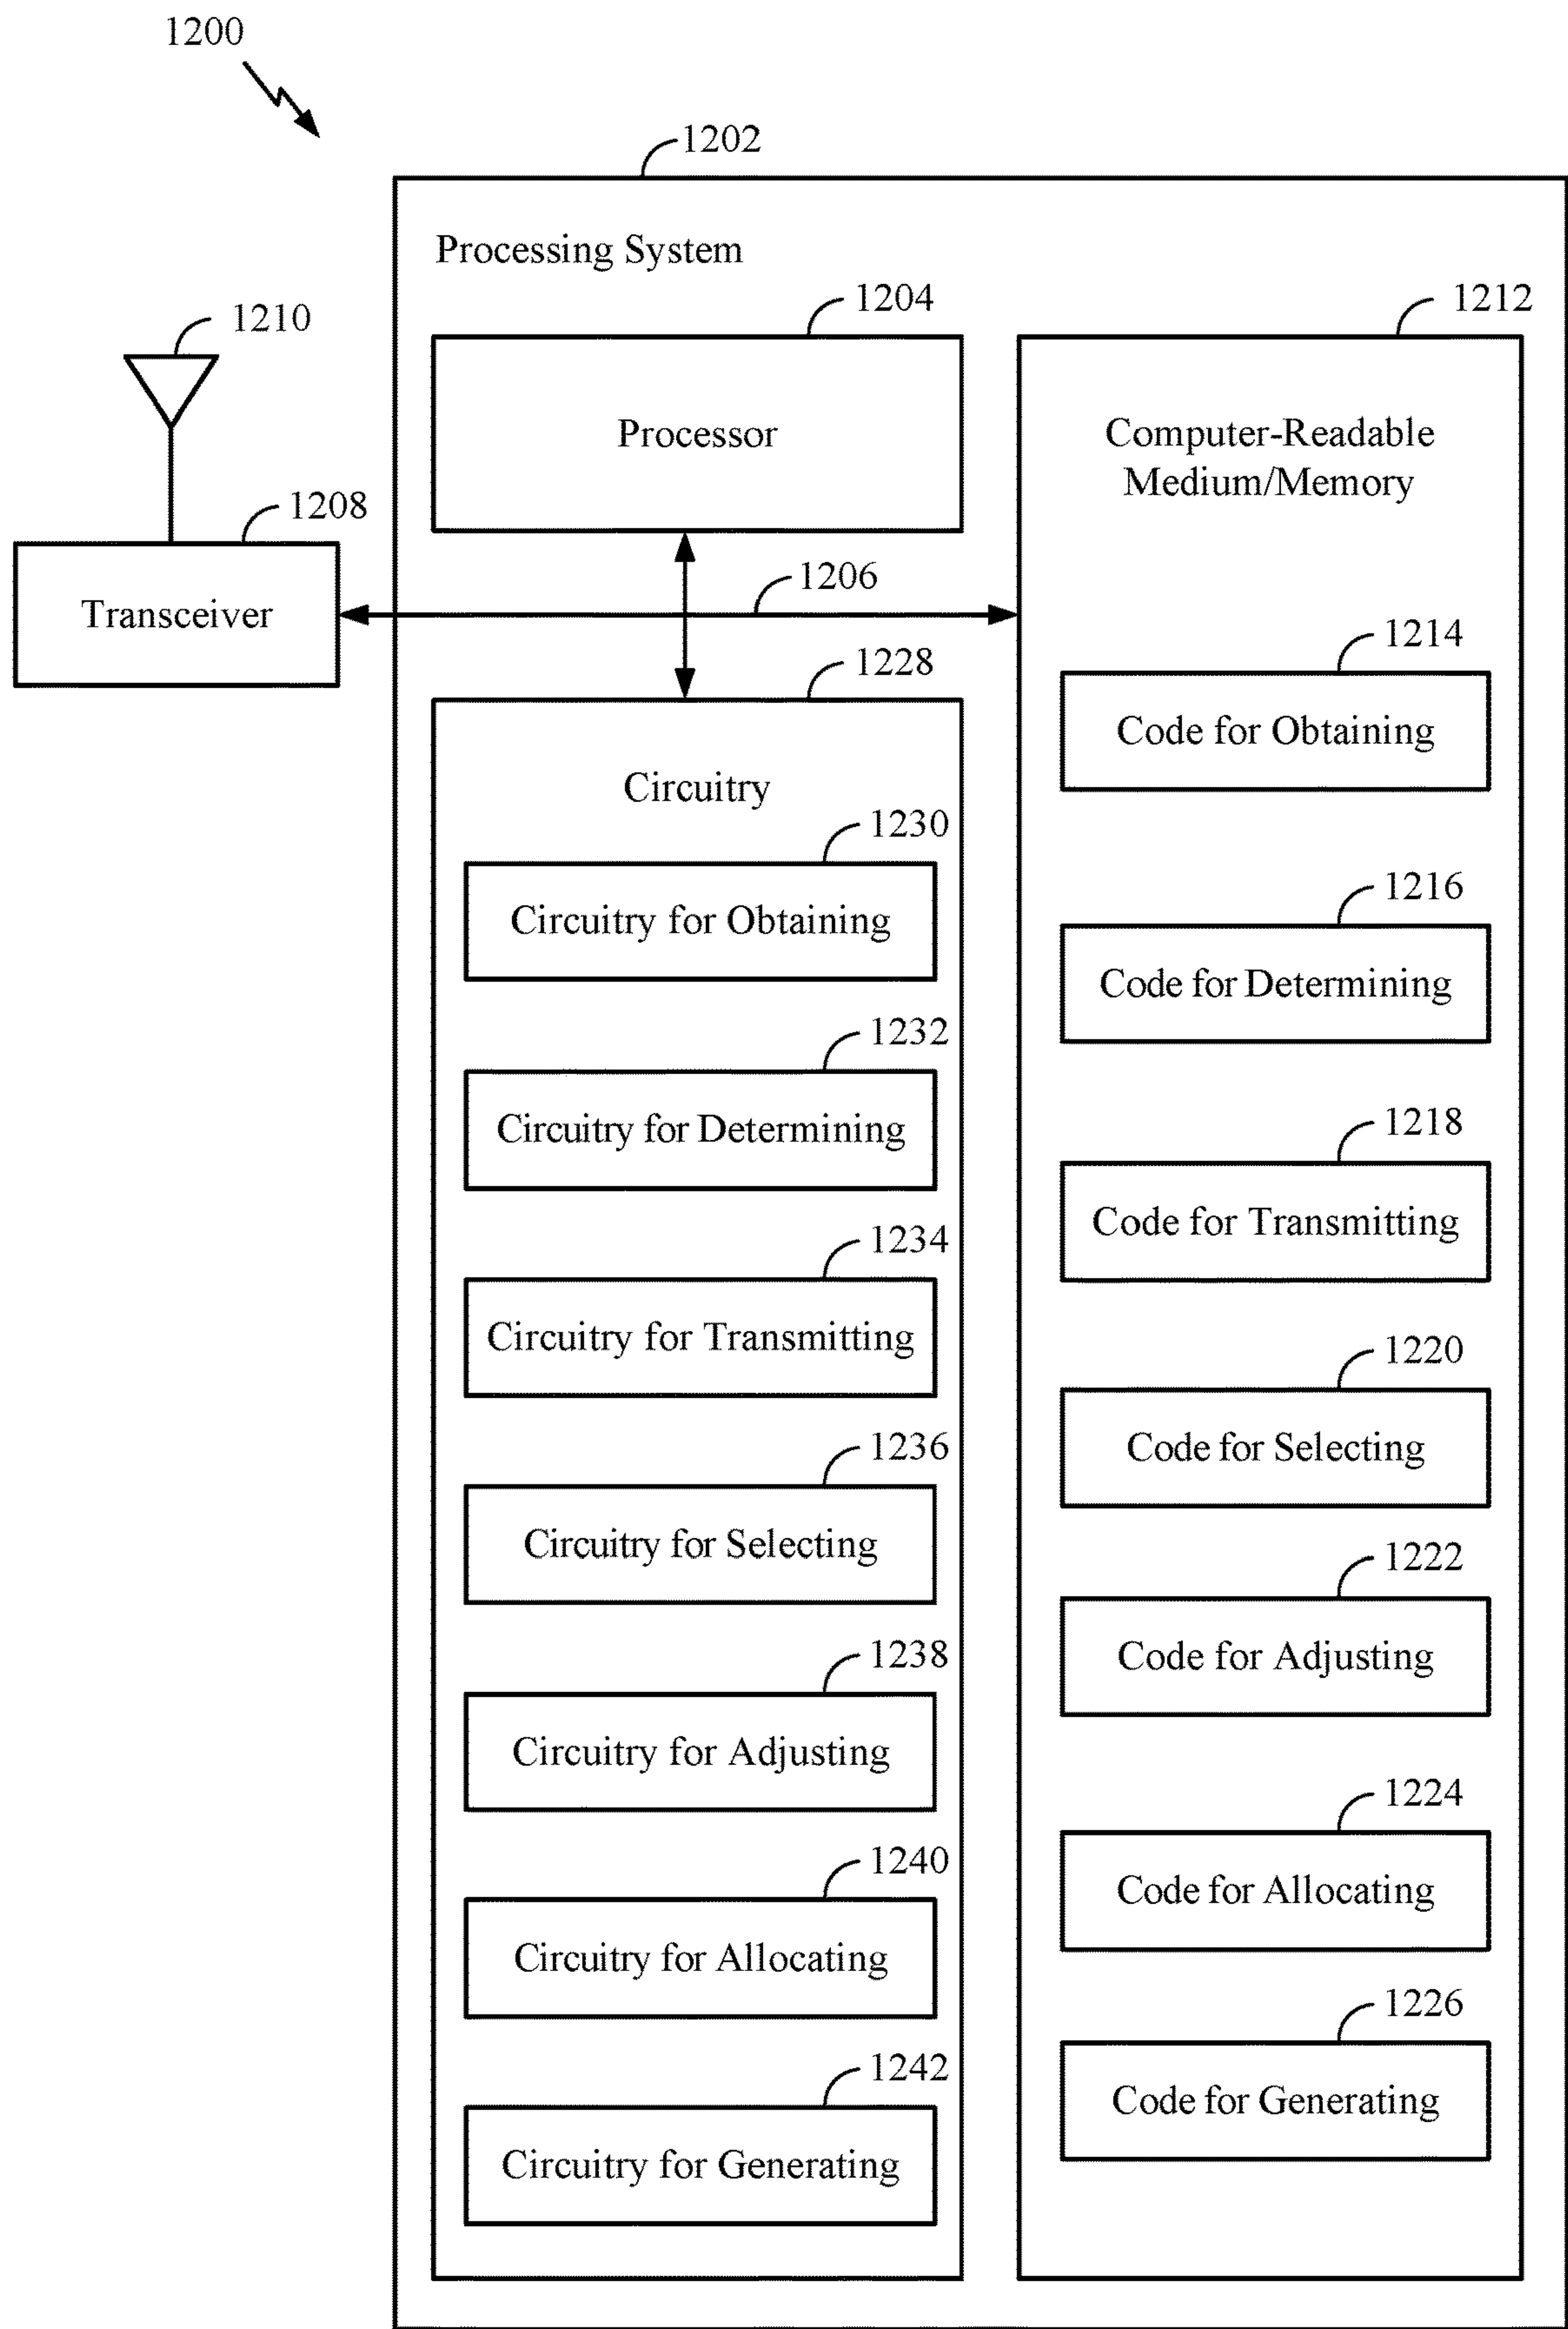 1200
1202
Processing System
1204
1212
1210
Processor
Computer-Readable
Medium/Memory
1208
Transceiver
1206
1228
1214
Code for Obtaining
Circuitry
1230
Circuitry for Obtaining
1216
Code for Determining
1232
Circuitry for Determining
1218
Code for Transmitting
1234
Circuitry for Transmitting
1220
Code for Selecting
1236
Circuitry for Selecting
1222
Code for Adjusting
1238
Circuitry for Adjusting
1224
Code for Allocating
1240
Circuitry for Allocating
1226
Code for Generating
1242
Circuitry for Generating